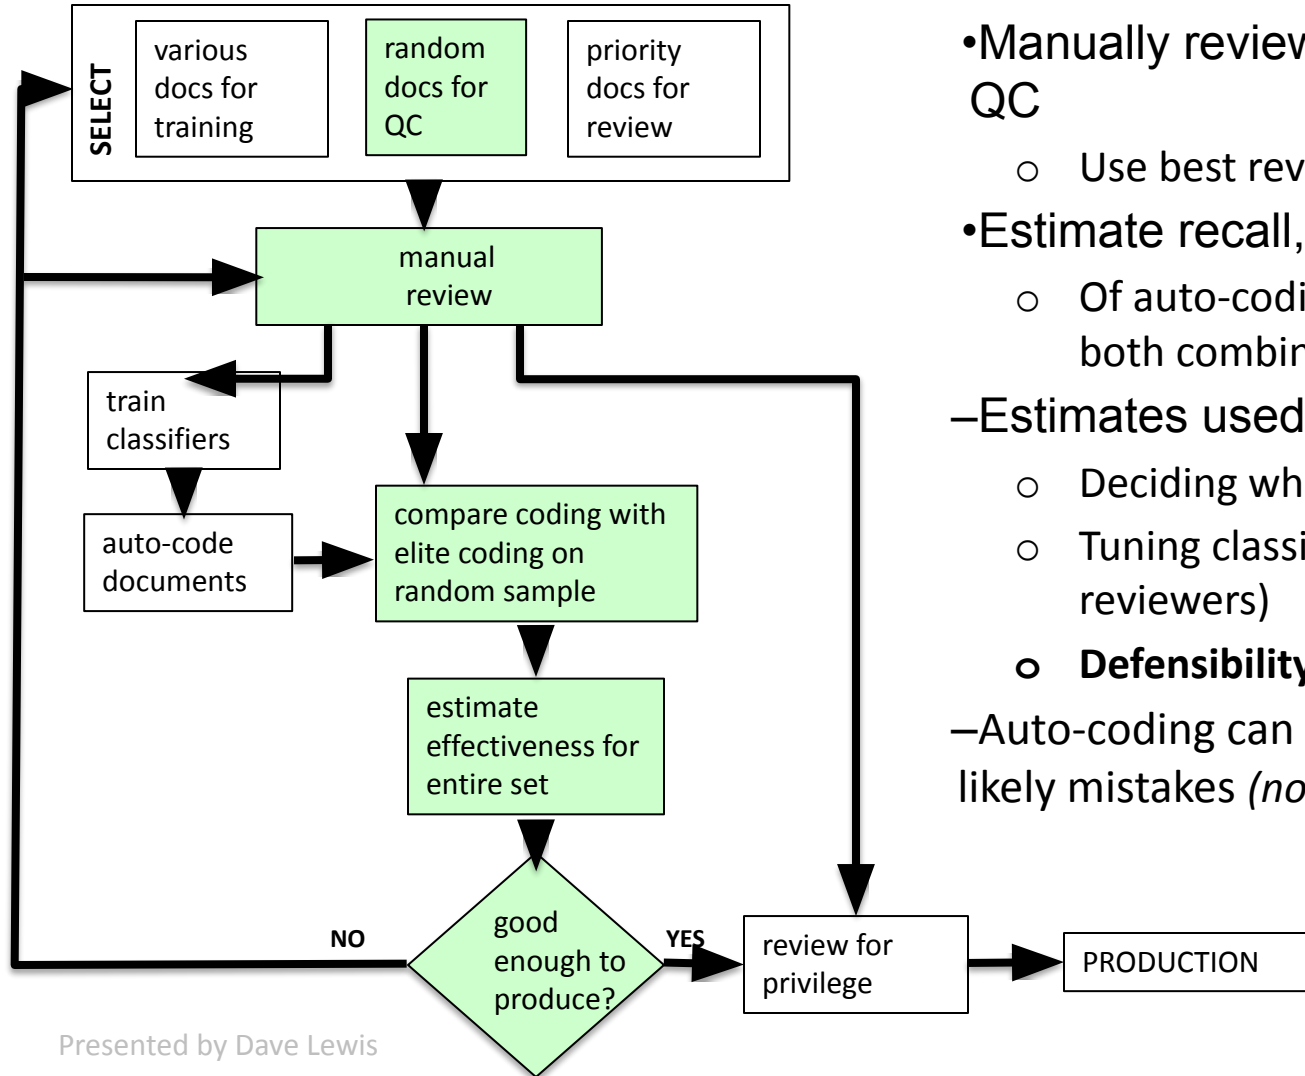 SELECT
various
docs for
training
random
docs for
QC
priority
docs for
review
manual
review
train
classifiers
auto-code
documents
compare coding with
elite coding on
random sample
estimate
effectiveness for
entire set
good
enough to
produce?
NO
YES
review for
privilege
PRODUCTION
Presented by Dave Lewis
•Manually review
QC
o Use best rev
•Estimate recall,
o Of auto-codi
both combin
–Estimates used
o Deciding wh
o Tuning classi
reviewers)
o Defensibility
–Auto-coding can
likely mistakes (no